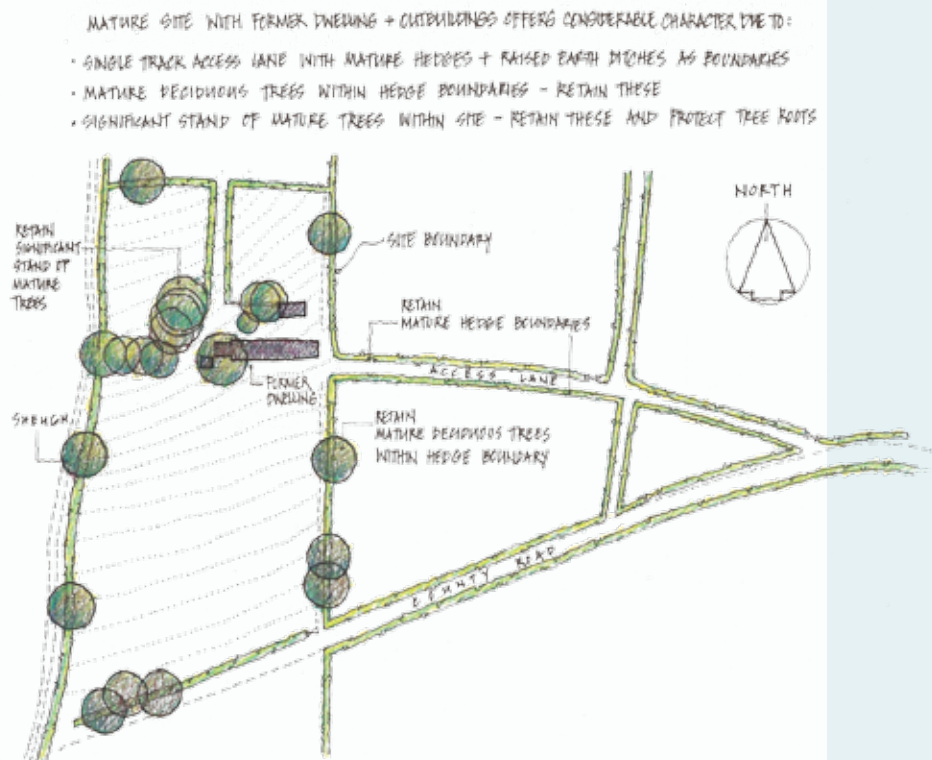 MATURE SITE WITH FORMER DWELLING + OUTBUILDINGS OFFERS CONSIDERABLE CHARACTER DUE TO:
• SINGLE TRACK ACCESS LANE WITH MATURE HEDGES + RAISED EARTH DITCHES AS BOUNDARIES
• MATURE DECIDUOUS TREES WITHIN HEDGE BOUNDARIES - RETAIN THESE
• SIGNIFICANT STAND OF MATURE TREES WITHIN SITE - RETAIN THESE AND PROTECT TREE ROOTS
NORTH
RETAIN
SIGNIFICANT
STAND OF
MATURE
TREES
SITE BOUNDARY
RETAIN
MATURE HEDGE BOUNDARIES
ACCESS LANE
FORMER
DWELLING
SHEUGH
RETAIN
MATURE DECIDUOUS TREES
WITHIN HEDGE BOUNDARY
COUNTY ROAD